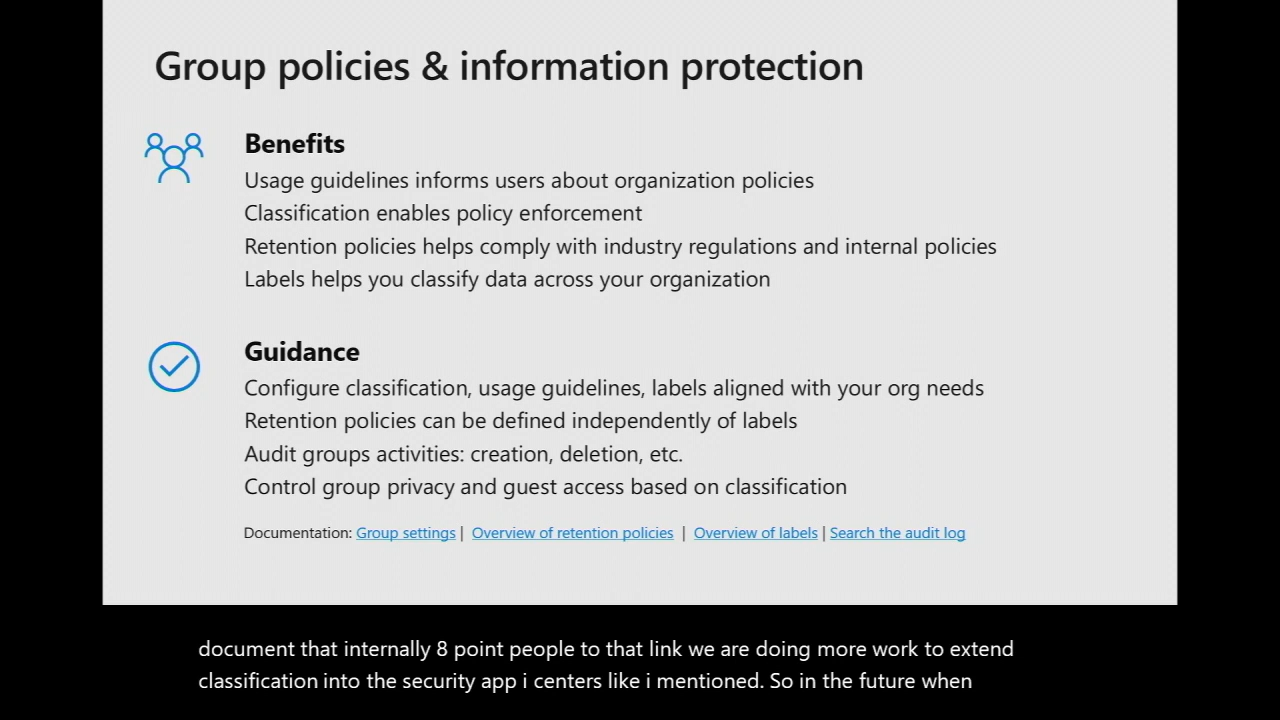 Group policies & information protection
Benefits
Usage guidelines informs users about organization policies
Classification enables policy enforcement
Retention policies helps comply with industry regulations and internal policies
Labels helps you classify data across your organization
Guidance
Configure classification, usage guidelines, labels aligned with your org needs
Retention policies can be defined independently of labels
Audit groups activities: creation, deletion, etc.
Control group privacy and guest access based on classification
Documentation: Group settings | Overview of retention policies | Overview of labels | Search the audit log
document that internally 8 point people to that link we are doing more work to extend
classification into the security app i centers like i mentioned. So in the future when